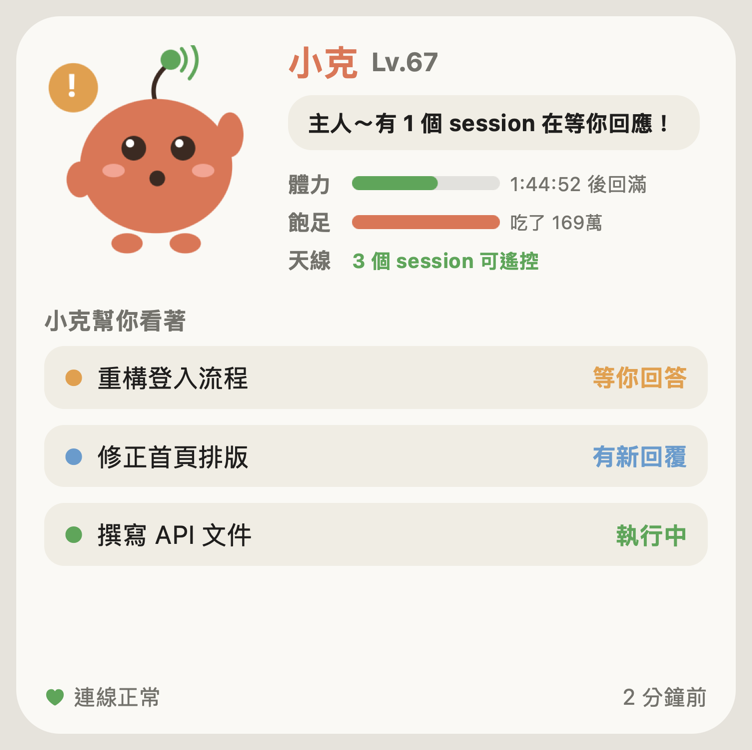 !
小克 Lv.67
主人～有 1 個 session 在等你回應！
體力 1:44:52 後回滿
飽足 吃了 169萬
天線 3 個 session 可遙控
小克幫你看著
重構登入流程 等你回答
修正首頁排版 有新回覆
撰寫 API 文件 執行中
連線正常 2 分鐘前